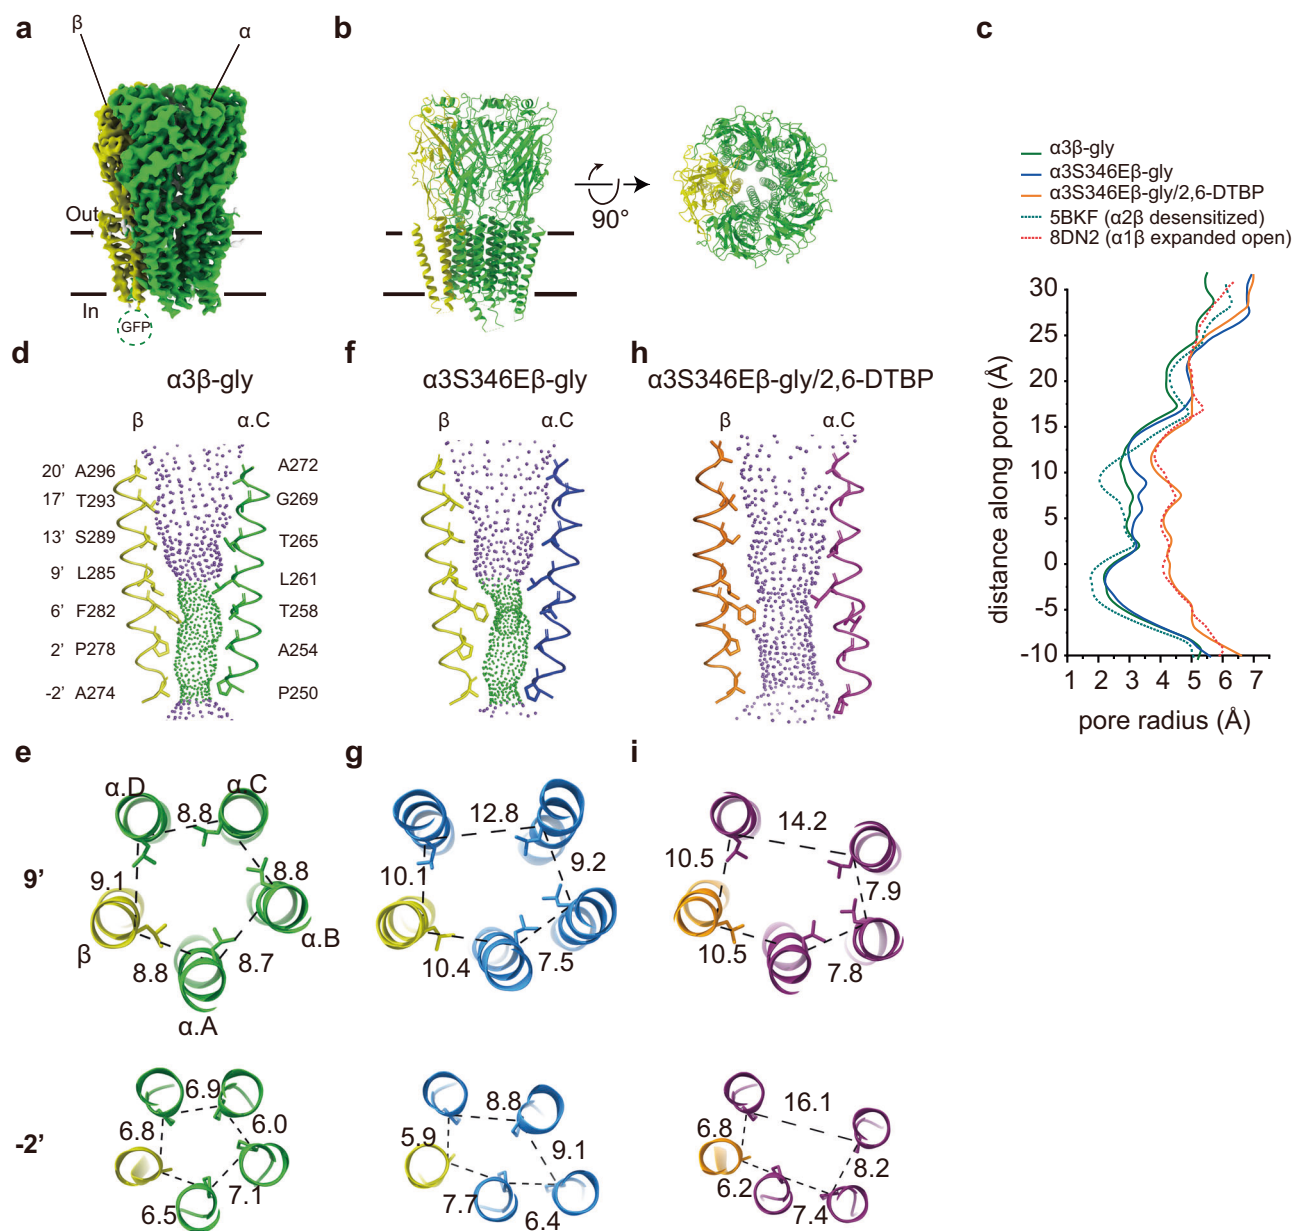 a
β
α
Out
In
GFP
b
90°
c
α3β-gly
α3S346Eβ-gly
α3S346Eβ-gly/2,6-DTBP
5BKF (α2β desensitized)
8DN2 (α1β expanded open)
30
25
20
15
10
5
0
-5
-10
1 2 3 4 5 6 7
distance along pore (Å)
pore radius (Å)
d
α3β-gly
β α.C
20' A296 A272
17' T293 G269
13' S289 T265
9' L285 L261
6' F282 T258
2' P278 A254
-2' A274 P250
f
α3S346Eβ-gly
β α.C
h
α3S346Eβ-gly/2,6-DTBP
β α.C
e
9'
α.D α.C
8.8
9.1 8.8
β α.B
8.8 8.7
α.A
-2'
6.9
6.8 6.0
6.5 7.1
g
12.8
10.1 9.2
10.4 7.5
8.8
5.9 9.1
7.7 6.4
i
14.2
10.5 7.9
10.5 7.8
16.1
6.8 8.2
6.2 7.4